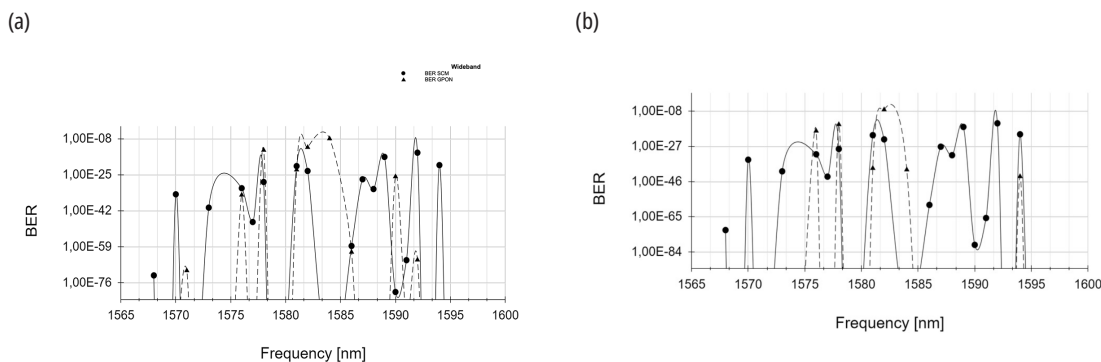 (a)
(b)
Wideband
BER SCM
BER GPON
1,00E-08
1,00E-25
1,00E-42
1,00E-59
1,00E-76
BER
1565 1570 1575 1580 1585 1590 1595 1600
Frequency [nm]
1,00E-08
1,00E-27
1,00E-46
1,00E-65
1,00E-84
BER
1565 1570 1575 1580 1585 1590 1595 1600
Frequency [nm]